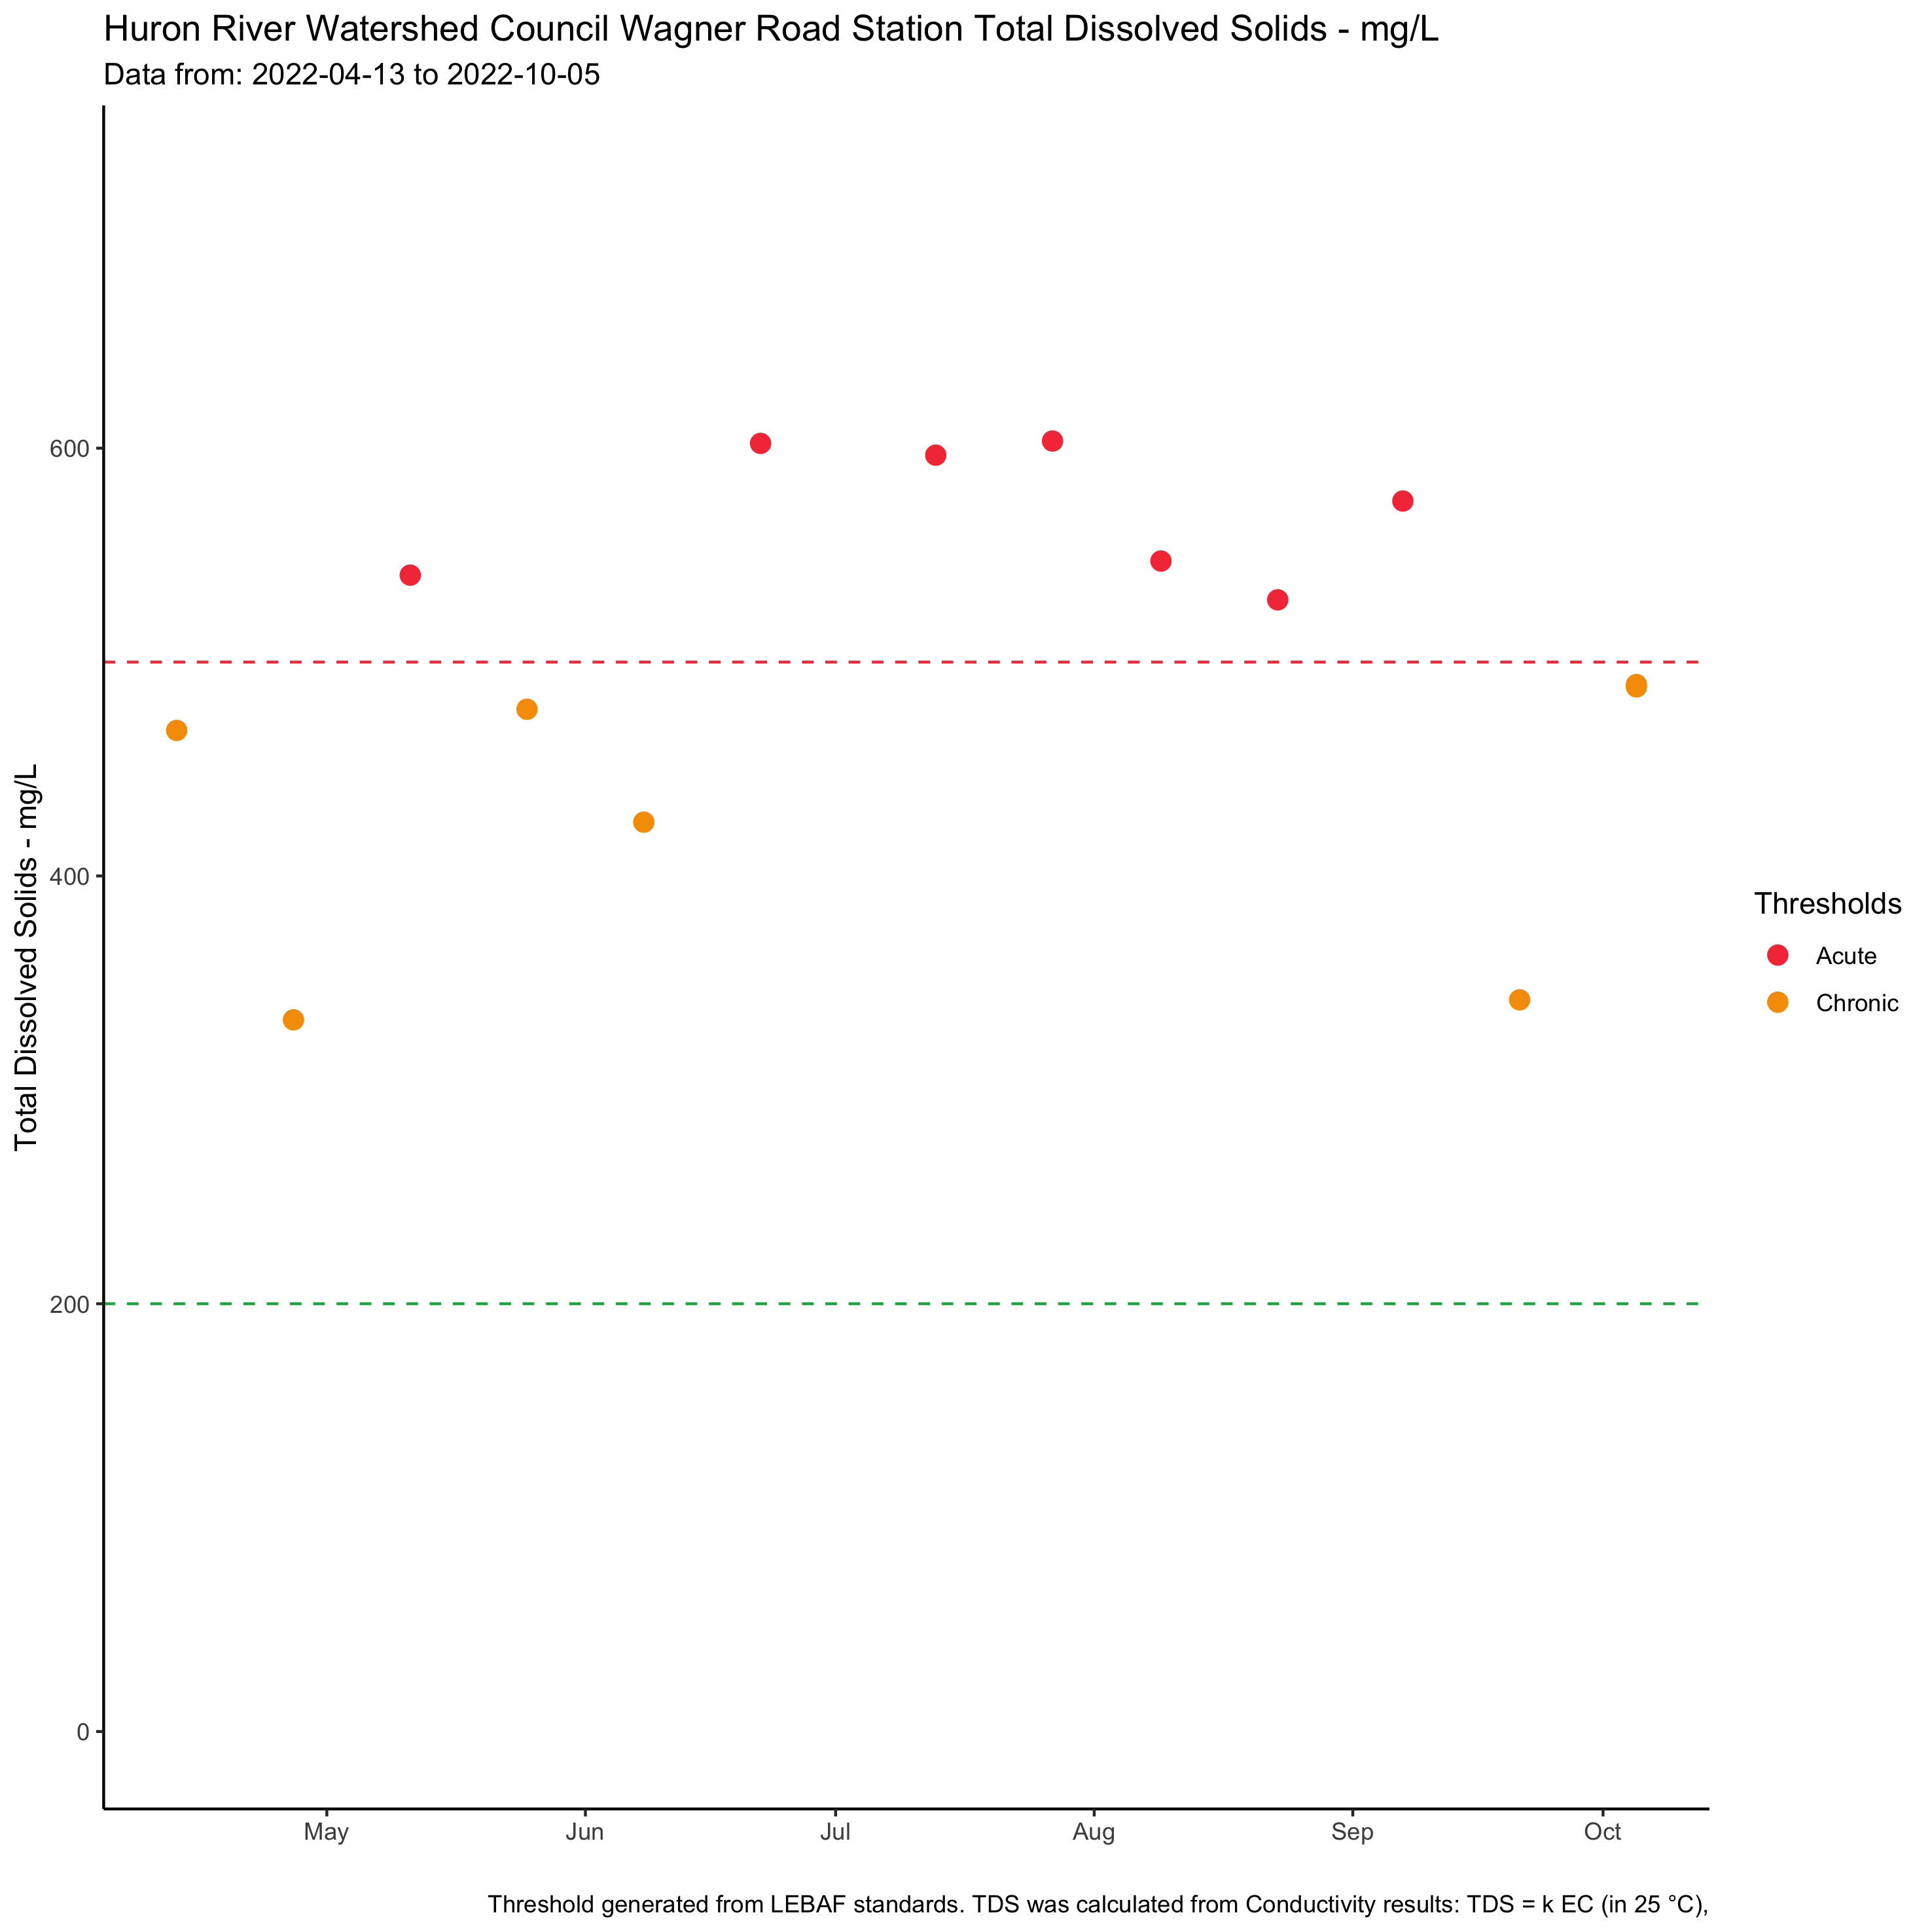 Huron River Watershed Council Wagner Road Station Total Dissolved Solids - mg/L
Data from: 2022-04-13 to 2022-10-05
Total Dissolved Solids - mg/L
600
400
200
0
May
Jun
Jul
Aug
Sep
Oct
Thresholds
Acute
Chronic
Threshold generated from LEBAF standards. TDS was calculated from Conductivity results: TDS = k EC (in 25 °C),